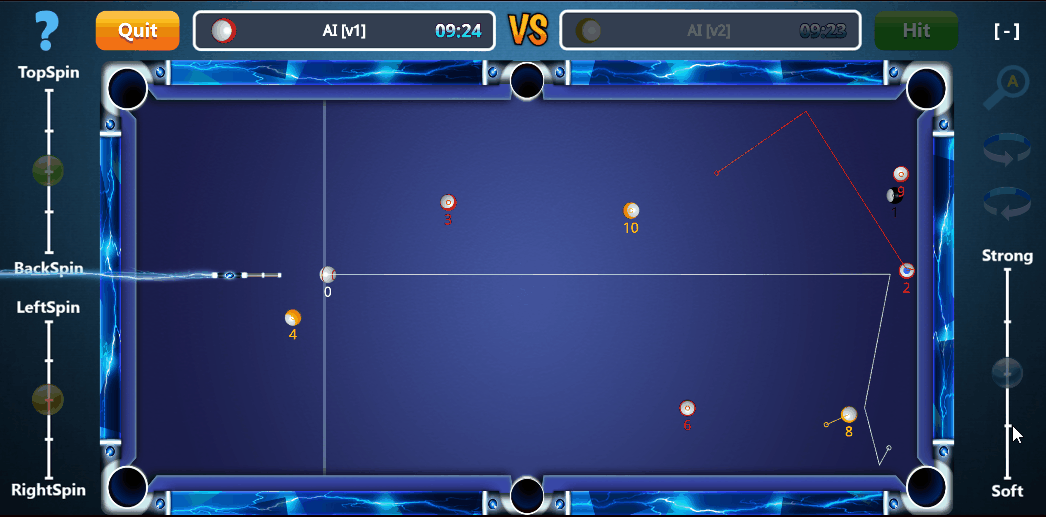 ?
Quit
AI [v1] 09:24
VS
AI [v2] 09:23
Hit
[-]
TopSpin
A
BackSpin
LeftSpin
RightSpin
Strong
Soft
9
1
3
10
2
0
4
6
8